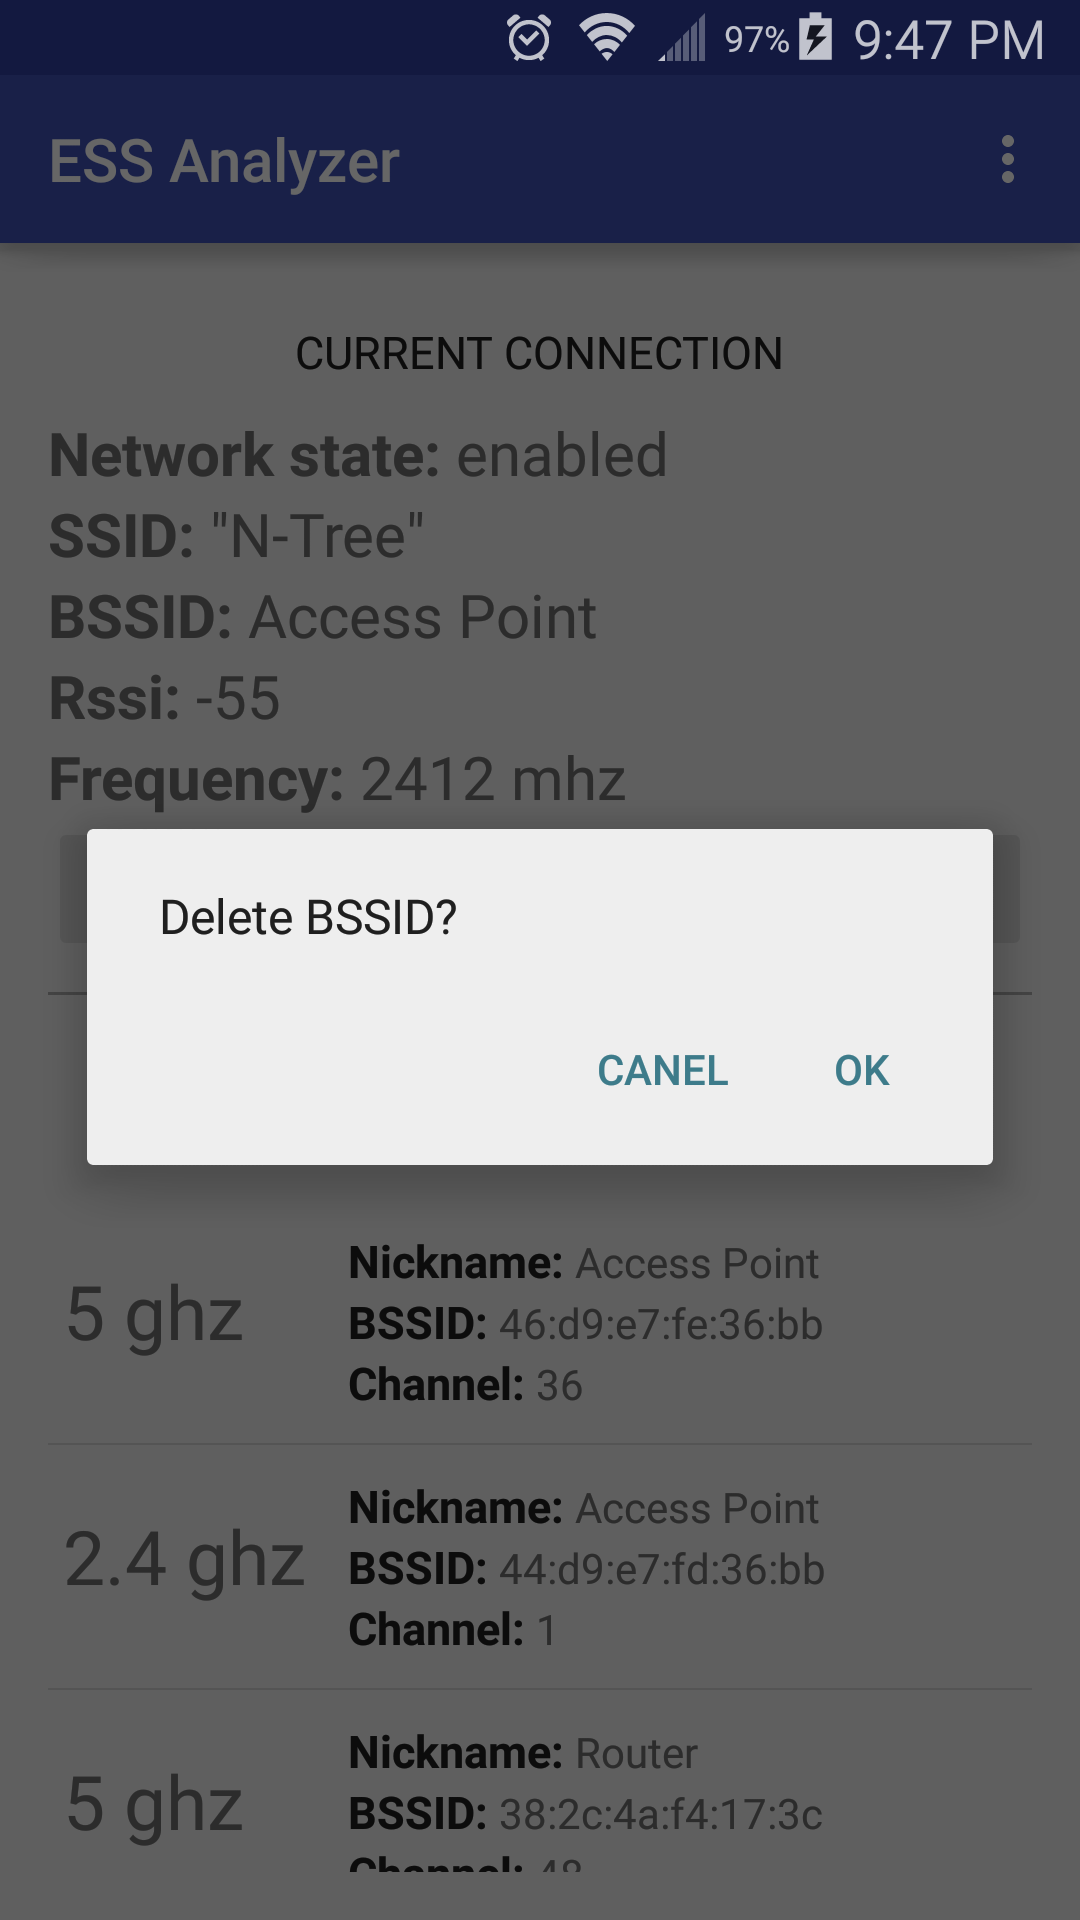 97% 9:47 PM
ESS Analyzer
CURRENT CONNECTION
Network state: enabled
SSID: "N-Tree"
BSSID: Access Point
Rssi: -55
Frequency: 2412 mhz
Delete BSSID?
CANEL OK
Nickname: Access Point
5 ghz
BSSID: 46:d9:e7:fe:36:bb
Channel: 36
Nickname: Access Point
2.4 ghz
BSSID: 44:d9:e7:fd:36:bb
Channel: 1
Nickname: Router
5 ghz
BSSID: 38:2c:4a:f4:17:3c
Channel: 48